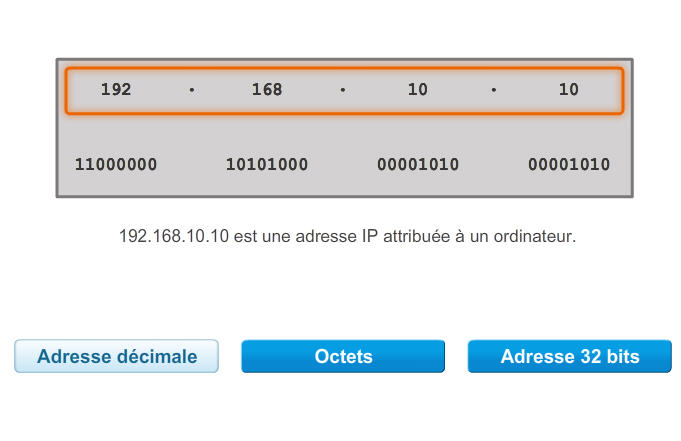 192 . 168 . 10 . 10
11000000 10101000 00001010 00001010
192.168.10.10 est une adresse IP attribuée à un ordinateur.
Adresse décimale Octets Adresse 32 bits